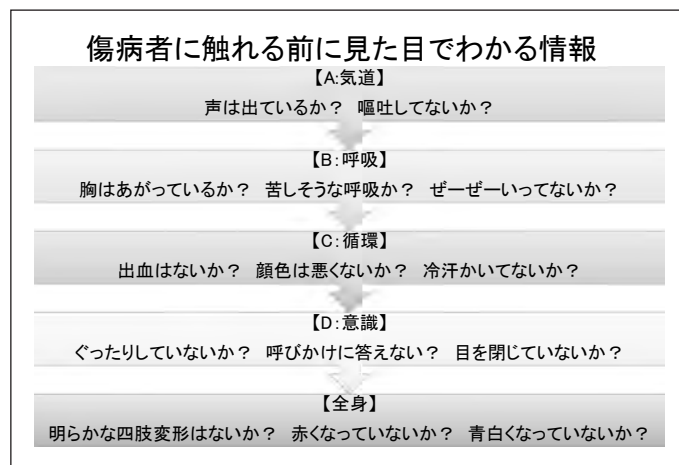 傷病者に触れる前に見た目でわかる情報
【A:気道】
声は出ているか？ 嘔吐してないか？
【B:呼吸】
胸はあがっているか？ 苦しそうな呼吸か？ ぜーぜーいってないか？
【C:循環】
出血はないか？ 顔色は悪くないか？ 冷汗かいてないか？
【D:意識】
ぐったりしていないか？ 呼びかけに答えない？ 目を閉じていないか？
【全身】
明らかな四肢変形はないか？ 赤くなっていないか？ 青白くなっていないか？